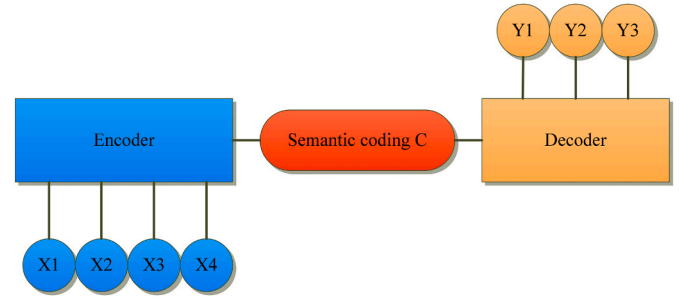 Y1 Y2 Y3
Encoder
Semantic coding C
Decoder
X1 X2 X3 X4